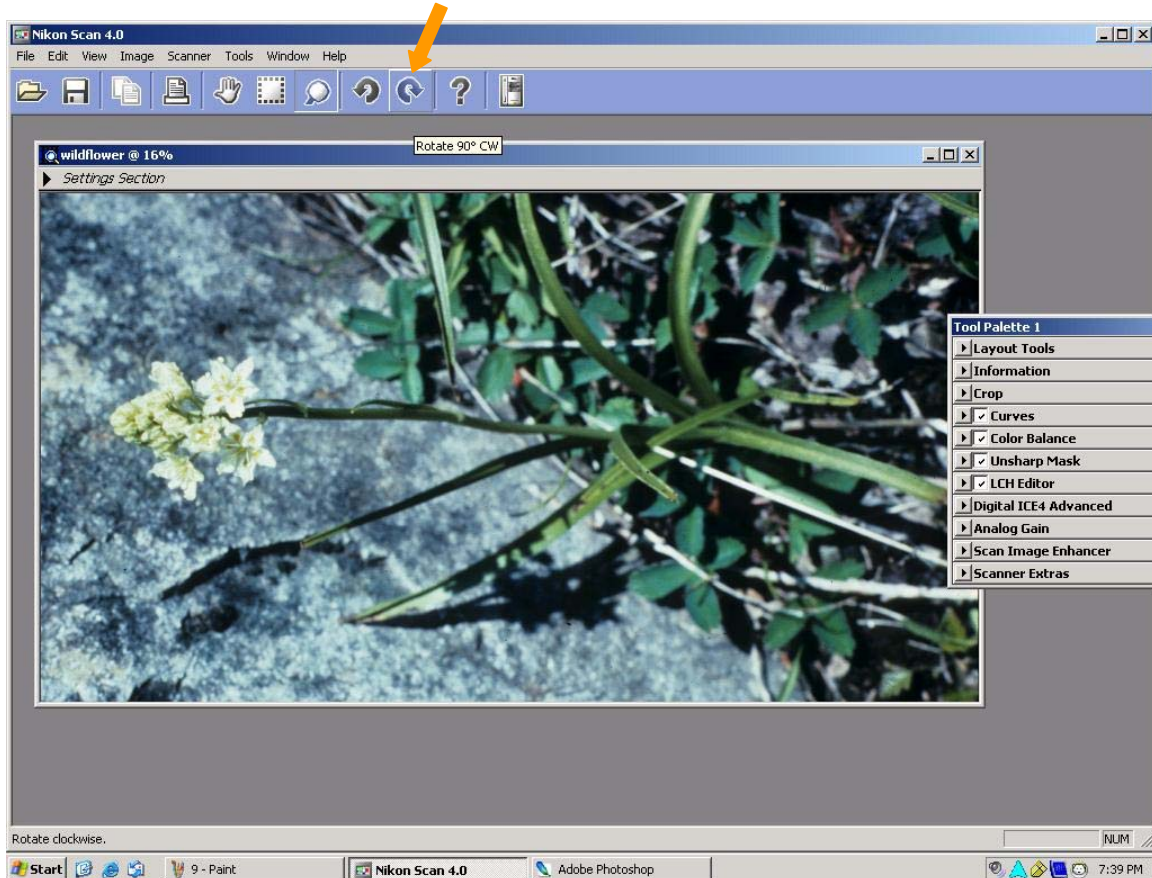 Nikon Scan 4.0
File Edit View Image Scanner Tools Window Help
Rotate 90° CW
wildflower @ 16%
Settings Section
Tool Palette 1
Layout Tools
Information
Crop
Curves
Color Balance
Unsharp Mask
LCH Editor
Digital ICE4 Advanced
Analog Gain
Scan Image Enhancer
Scanner Extras
Rotate clockwise.
NUM
Start 9 - Paint Nikon Scan 4.0 Adobe Photoshop 7:39 PM